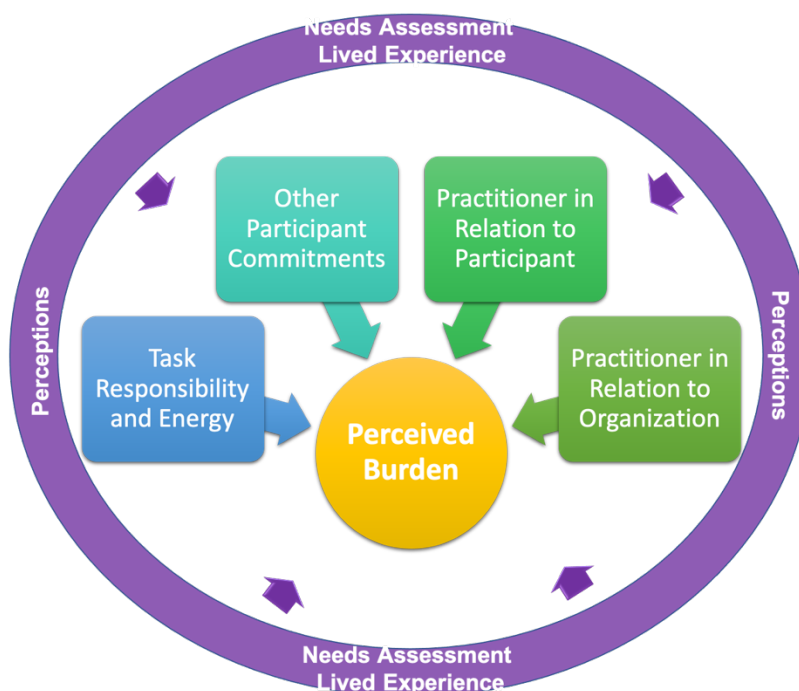 Needs Assessment
Lived Experience
Other
Participant
Commitments
Practitioner in
Relation to
Participant
Perceptions
Task
Responsibility
and Energy
Perceived
Burden
Practitioner in
Relation to
Organization
Perceptions
Needs Assessment
Lived Experience